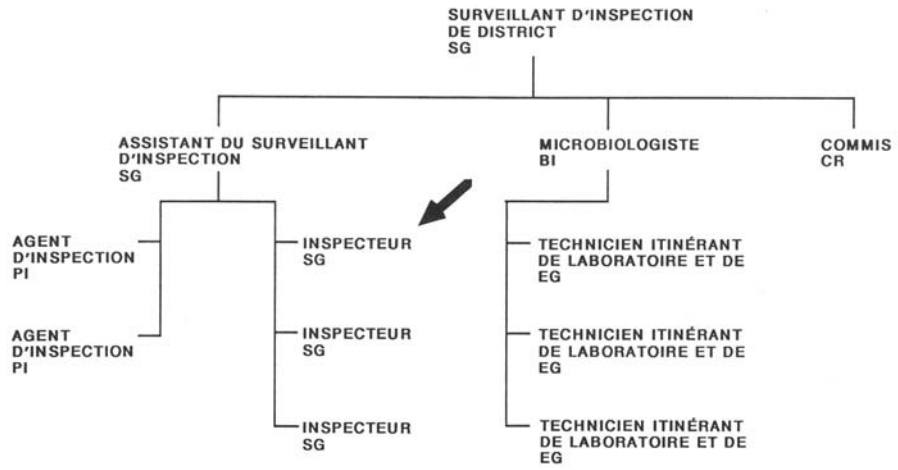 SURVEILLANT D'INSPECTION
DE DISTRICT
SG
ASSISTANT DU SURVEILLANT
D'INSPECTION
SG
MICROBIOLOGISTE
BI
COMMIS
CR
AGENT
D'INSPECTION
PI
INSPECTEUR
SG
TECHNICIEN ITINÉRANT
DE LABORATOIRE ET DE
EG
AGENT
D'INSPECTION
PI
INSPECTEUR
SG
TECHNICIEN ITINÉRANT
DE LABORATOIRE ET DE
EG
INSPECTEUR
SG
TECHNICIEN ITINÉRANT
DE LABORATOIRE ET DE
EG